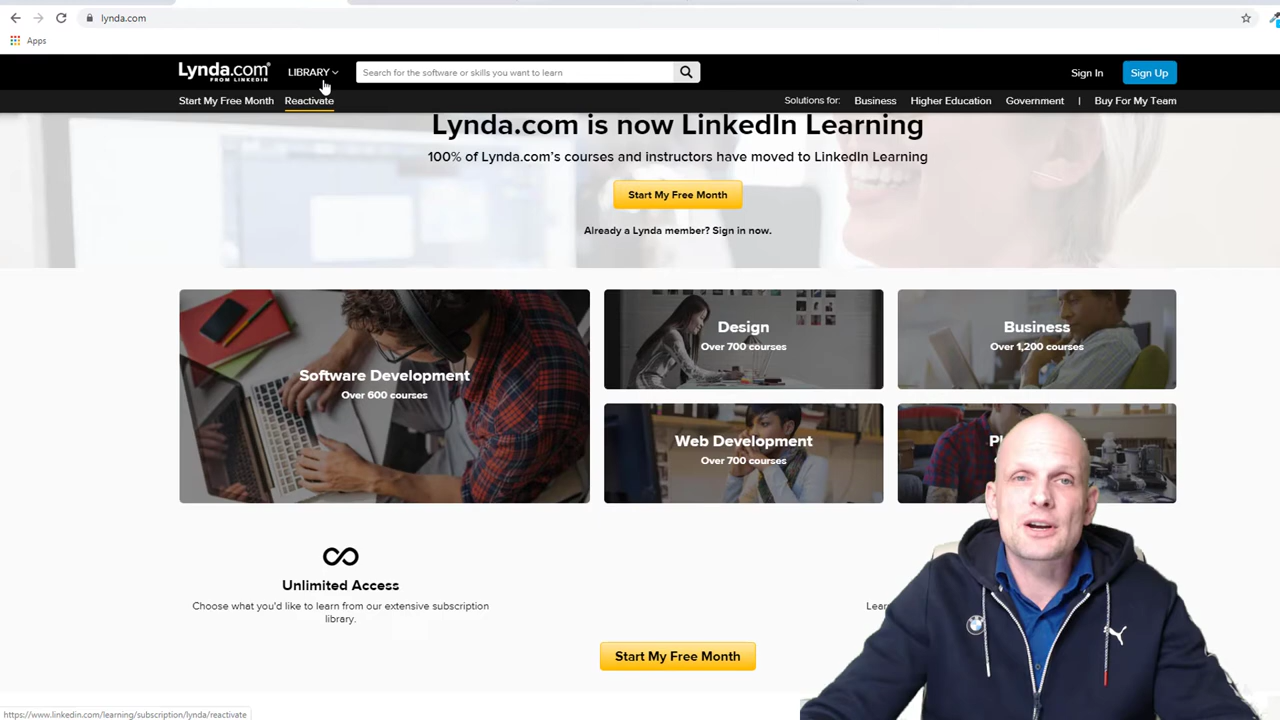 lynda.com
Apps
Lynda.com
FROM LINKEDIN
LIBRARY
Search for the software or skills you want to learn
Sign In
Sign Up
Start My Free Month
Reactivate
Solutions for:
Business
Higher Education
Government
|
Buy For My Team
Lynda.com is now LinkedIn Learning
100% of Lynda.com's courses and instructors have moved to LinkedIn Learning
Start My Free Month
Already a Lynda member? Sign in now.
Software Development
Over 600 courses
Design
Over 700 courses
Business
Over 1,200 courses
Web Development
Over 700 courses
Unlimited Access
Choose what you'd like to learn from our extensive subscription
library.
Start My Free Month
https://www.linkedin.com/learning/subscription/lynda/reactivate